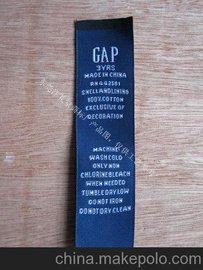 GAP
3YRS
MADE IN CHINA
RN 442581
SHELL AND LINING
100% COTTON
EXCLUSIVE OF
DECORATION
MACHINE
WASH COLD
ONLY NON
CHLORINE BLEACH
WHEN NEEDED
TUMBLE DRY LOW
DO NOT IRON
DO NOT DRY CLEAN
china.makepolo.com